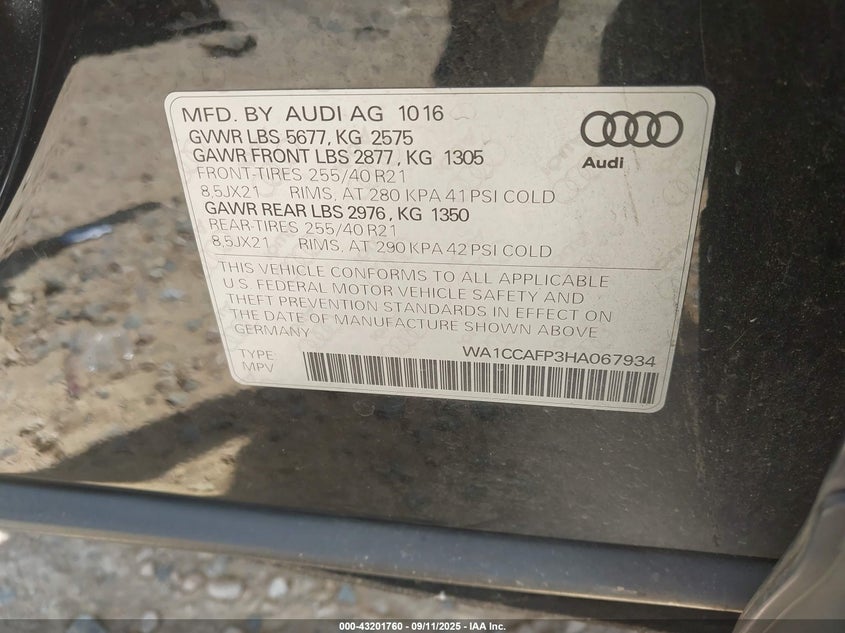 MFD. BY AUDI AG 1016
GVWR LBS 5677, KG 2575
GAWR FRONT LBS 2877, KG 1305
FRONT-TIRES 255/40 R21
8,5JX21 RIMS. AT 280 KPA 41 PSI COLD
GAWR REAR LBS 2976, KG 1350
REAR-TIRES 255/40 R21
8,5JX21 RIMS. AT 290 KPA 42 PSI COLD
Audi
THIS VEHICLE CONFORMS TO ALL APPLICABLE
U.S. FEDERAL MOTOR VEHICLE SAFETY AND
THEFT PREVENTION STANDARDS IN EFFECT ON
THE DATE OF MANUFACTURE SHOWN ABOVE
GERMANY
WA1CCAFP3HA067934
TYPE:
MPV
000-43201760 - 09/11/2025 - IAA Inc.